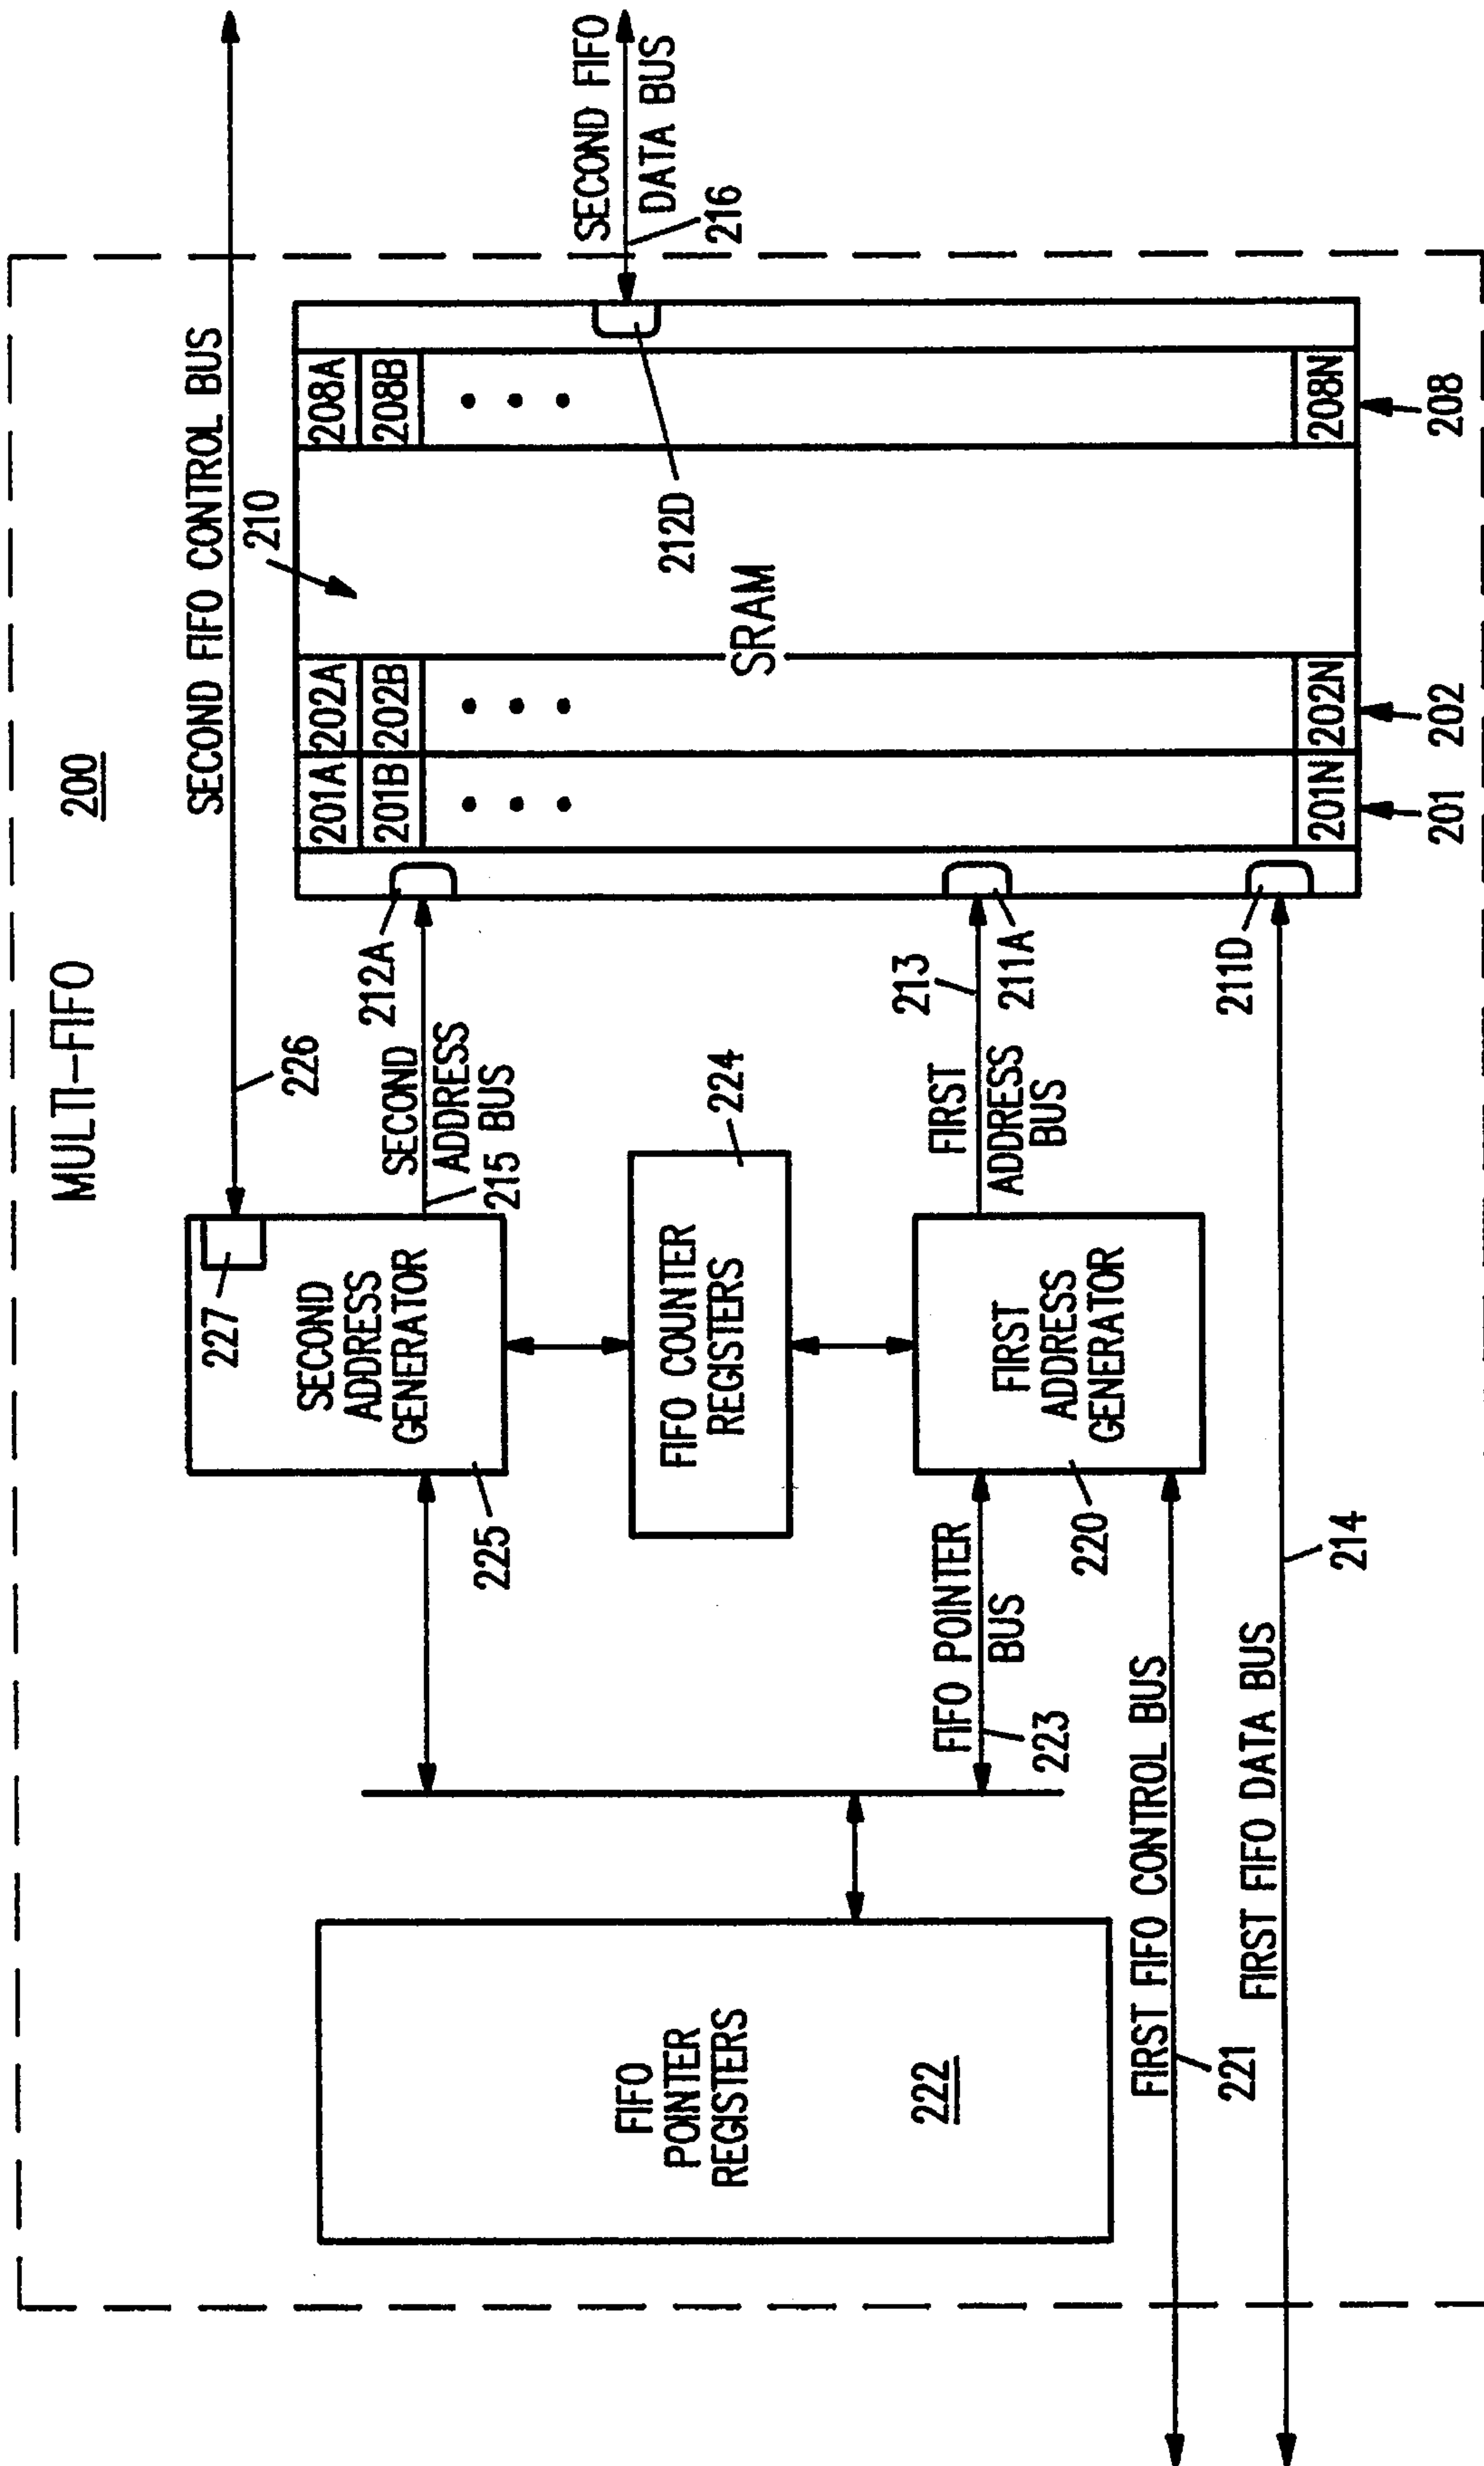 MULTI-FIFO
200
SECOND FIFO CONTROL BUS
226
210
227
SECOND
ADDRESS
GENERATOR
225
SECOND
ADDRESS
215 BUS
212A
201A
202A
208A
201B
202B
208B
SRAM
212D
SECOND FIFO
DATA BUS
216
201N
202N
208N
201
202
208
FIFO COUNTER
REGISTERS
224
FIFO
POINTER
REGISTERS
222
FIFO POINTER
BUS
223
FIRST
ADDRESS
GENERATOR
220
FIRST
ADDRESS
BUS
213
211A
211D
FIRST FIFO CONTROL BUS
221
FIRST FIFO DATA BUS
214